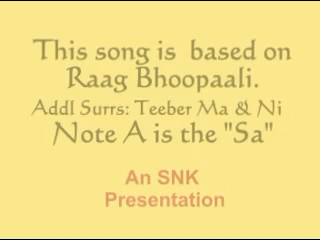 This song is based on
Raag Bhoopaali.
Addl Surrs: Teeber Ma & Ni
Note A is the "Sa"
An SNK
Presentation